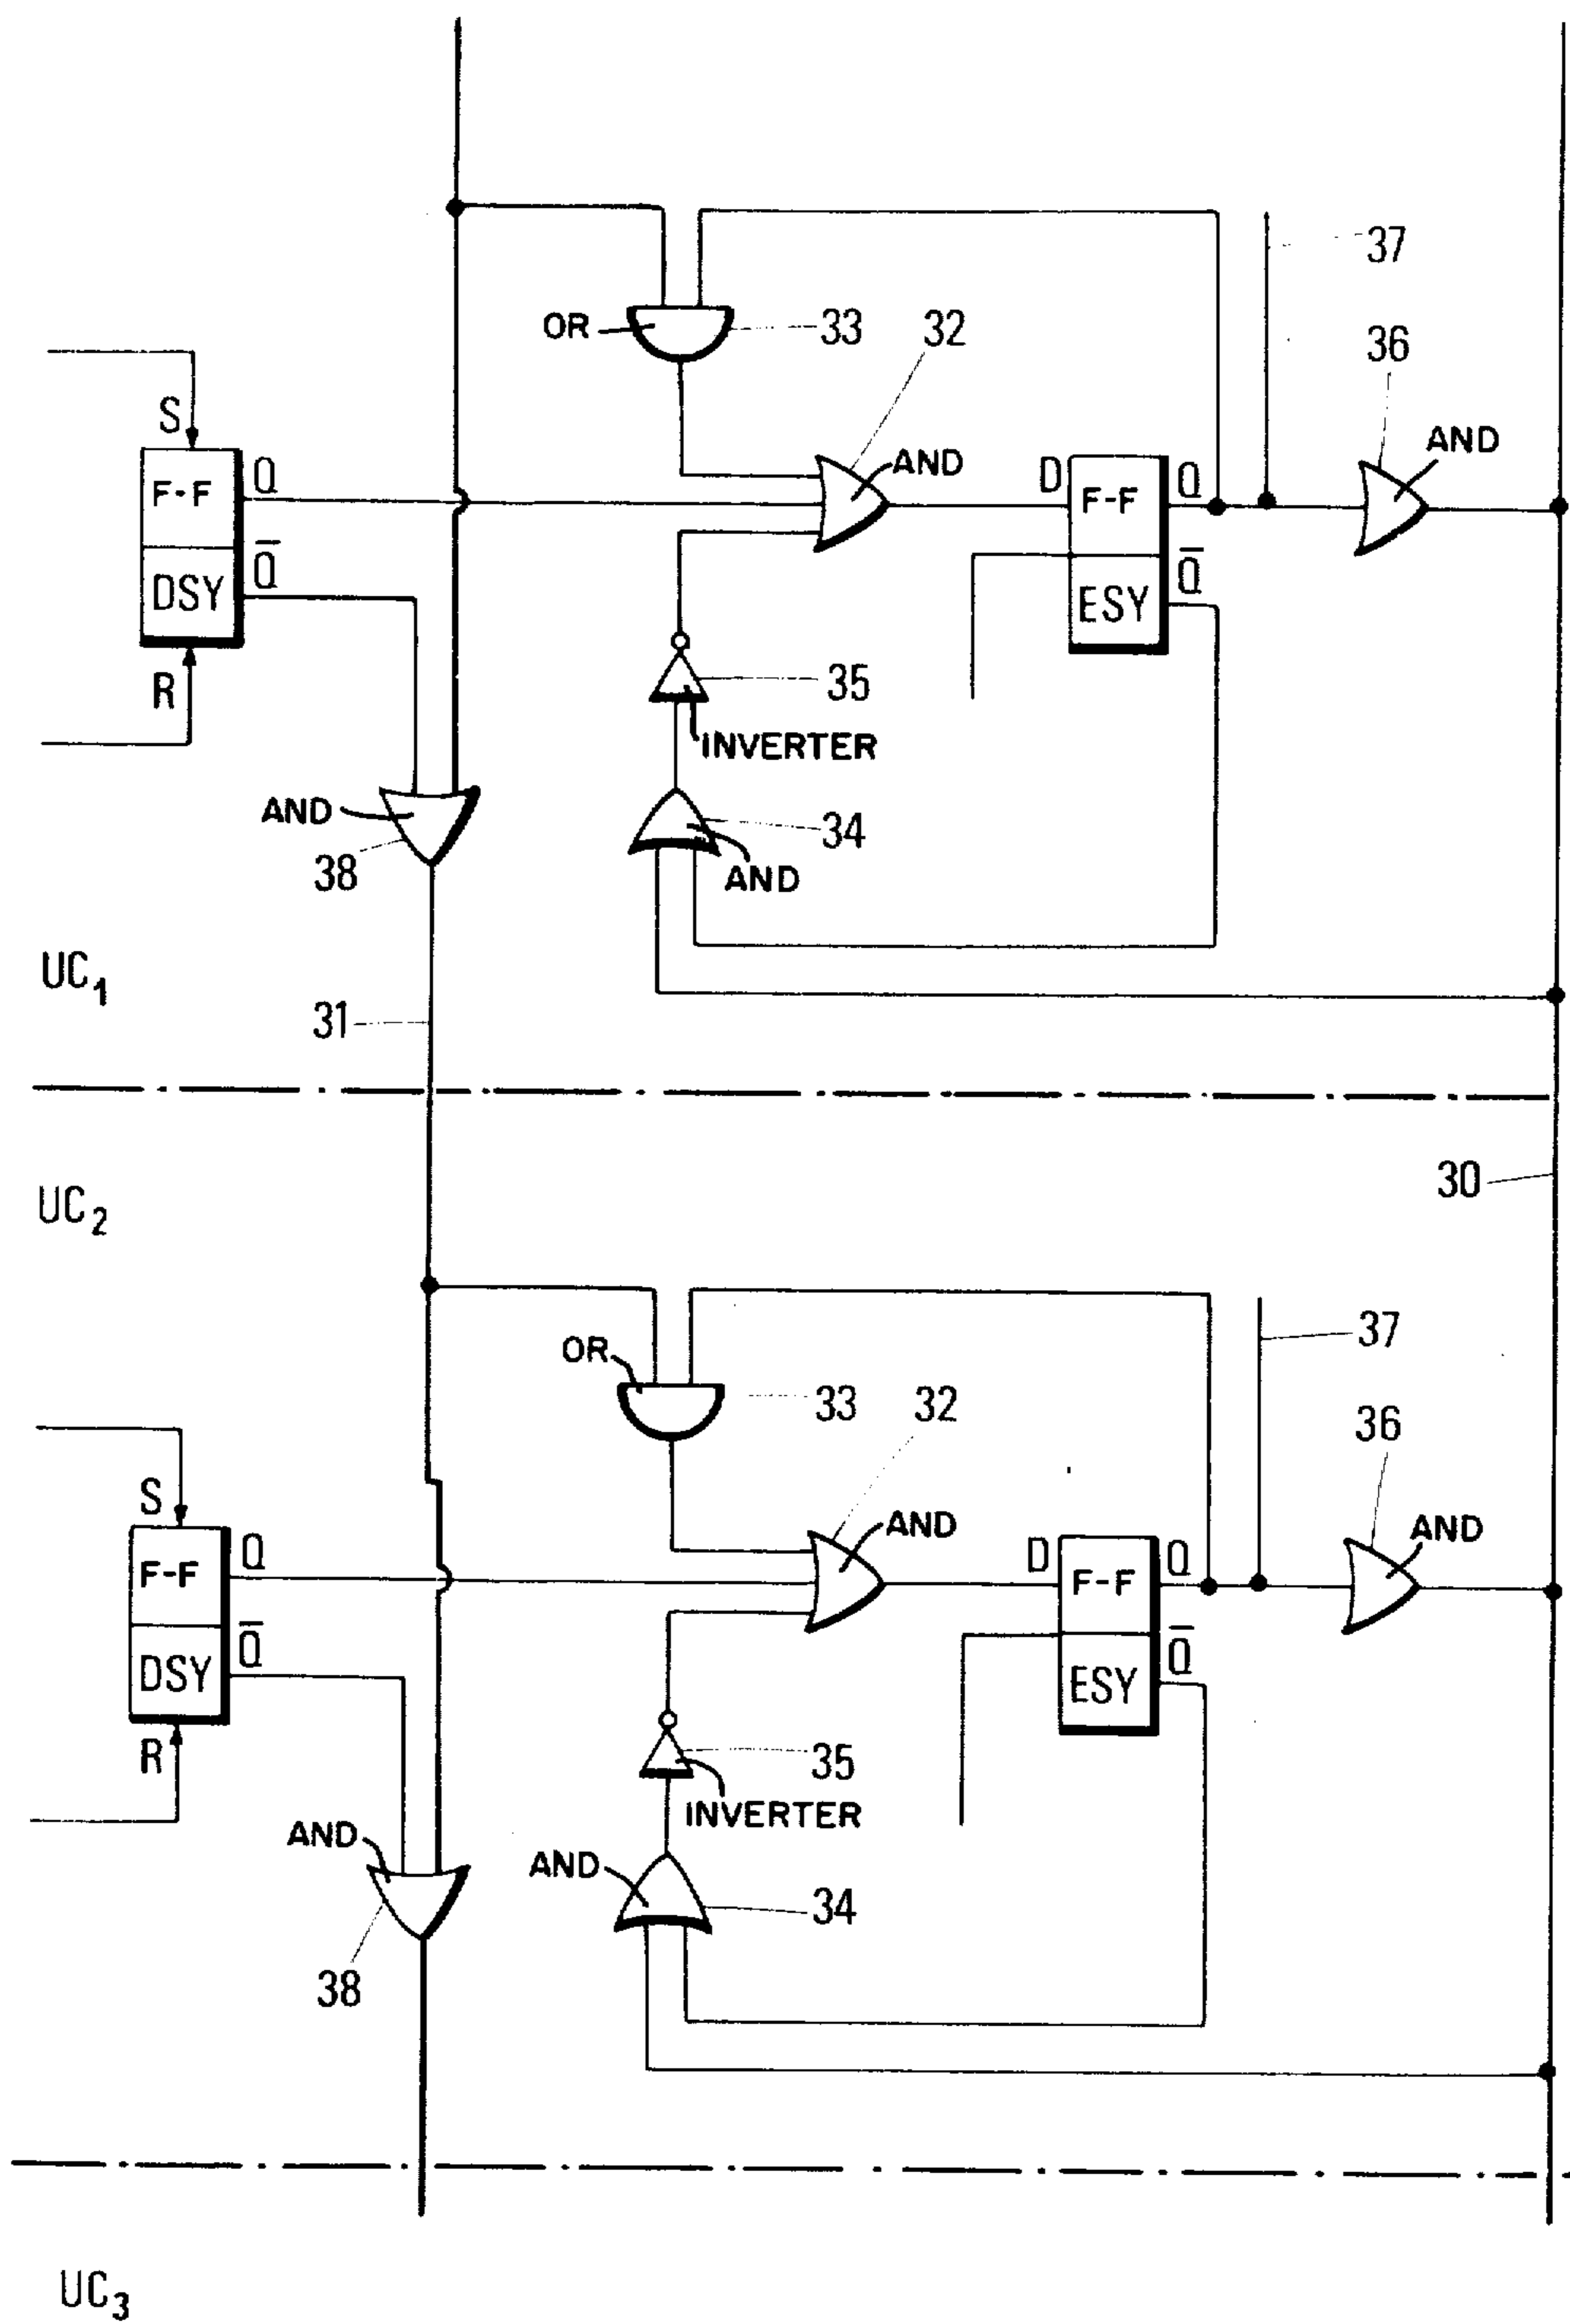 37
OR
33
32
36
S
AND
AND
F-F
Q
D
F-F
Q
DSY
Q̅
ESY
Q̅
R
35
INVERTER
AND
34
38
AND
UC₁
31
UC₂
30
37
OR
33
32
36
S
AND
AND
F-F
Q
D
F-F
Q
DSY
Q̅
ESY
Q̅
R
35
INVERTER
AND
AND
34
38
UC₃